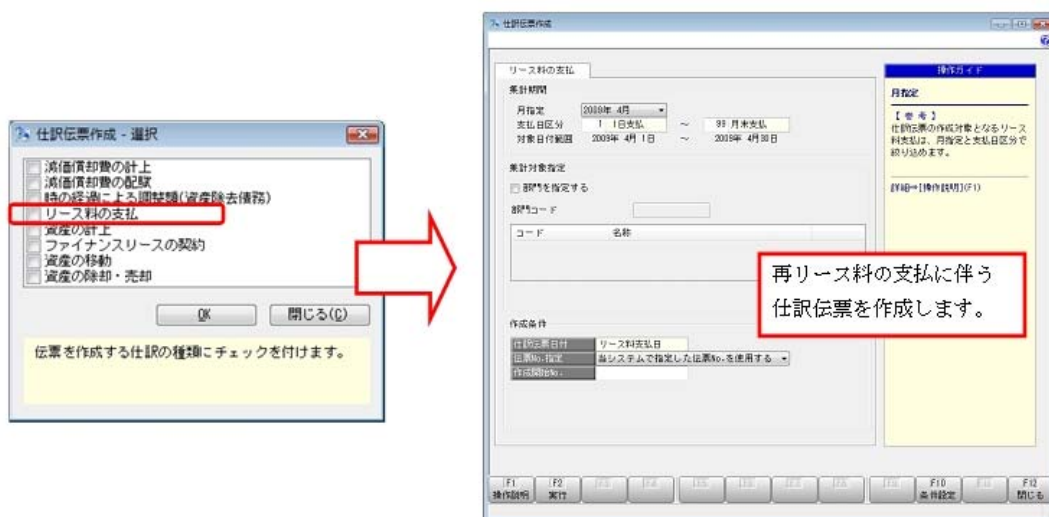 仕訳伝票作成 - 選択
減価償却費の計上
減価償却費の配賦
時の経過による調整額(資産除去債務)
リース料の支払
資産の計上
ファイナンスリースの契約
資産の移動
資産の除却・売却
OK
閉じる(C)
伝票を作成する仕訳の種類にチェックを付けます。
仕訳伝票作成
リース料の支払
集計期間
月指定 2009年 4月
支払日区分 1 1日支払 ~ 99 月末支払
対象日付範囲 2009年 4月 1日 ~ 2009年 4月30日
集計対象指定
部門を指定する
部門コード
コード 名称
再リース料の支払に伴う
仕訳伝票を作成します。
作成条件
仕訳伝票日付 リース料支払日
伝票No.指定 当システムで指定した伝票No.を使用する
作成開始No.
操作ガイド
月指定
【参考】
仕訳伝票の作成対象となるリース
料支払は、月指定と支払日区分で
絞り込めます。
詳細⇒[操作説明](F1)
F1 F2 F10 F12
操作説明 実行 条件設定 閉じる